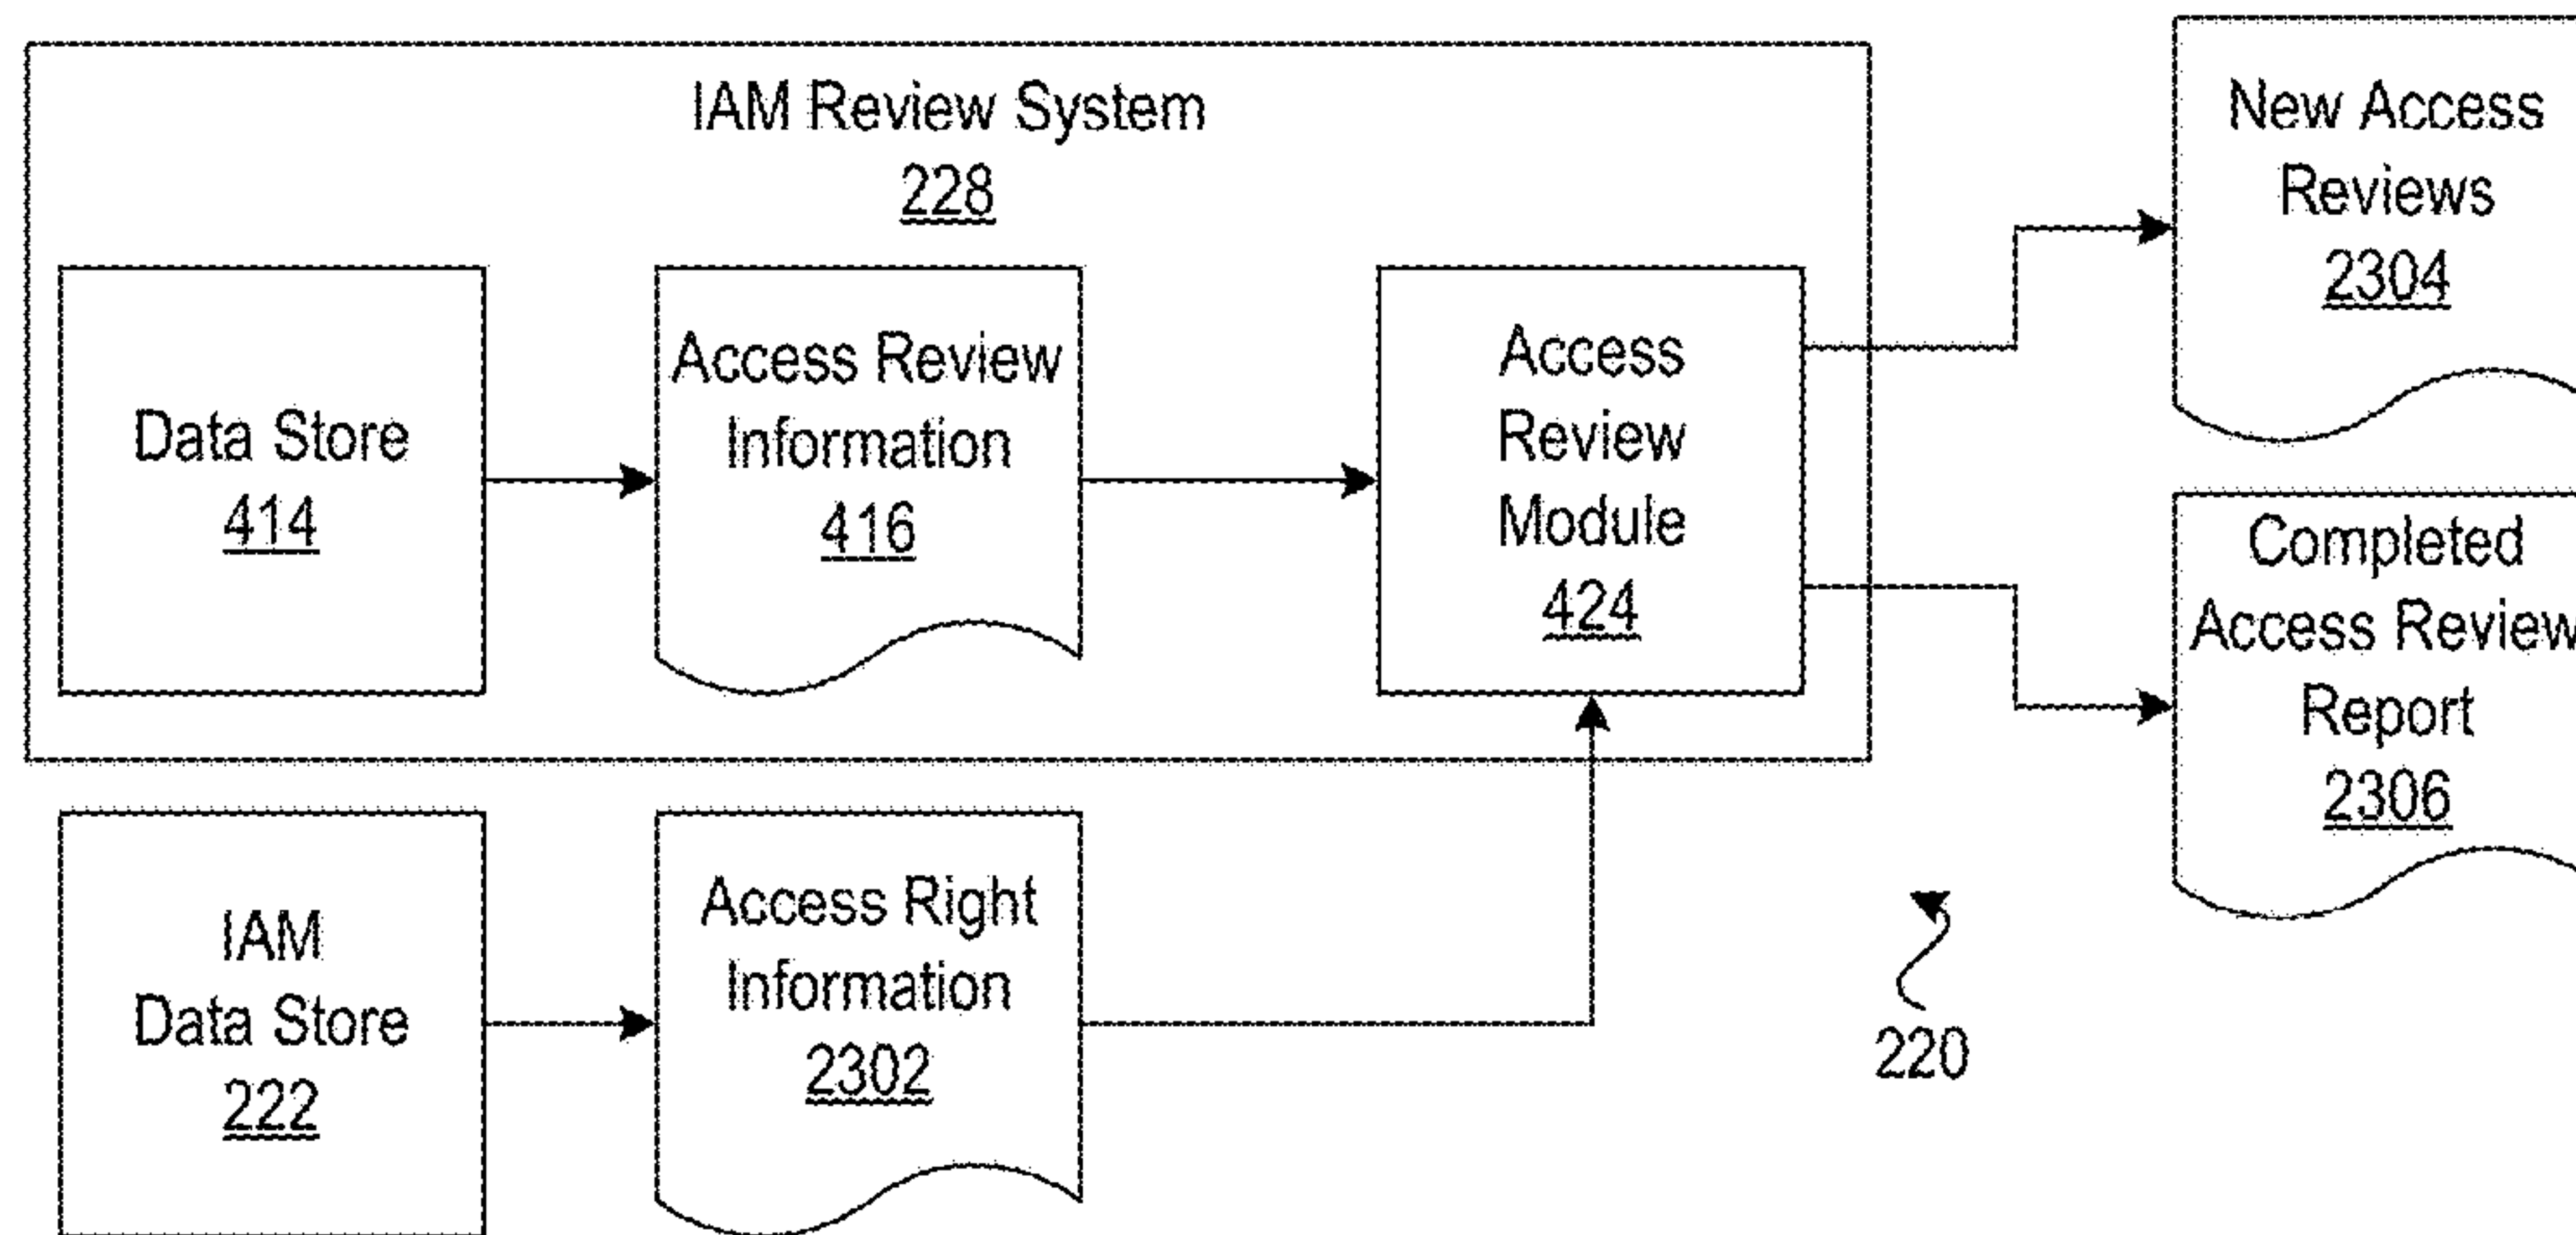 IAM Review System
228
Data Store
414
Access Review
Information
416
Access
Review
Module
424
New Access
Reviews
2304
Completed
Access Review
Report
2306
IAM
Data Store
222
Access Right
Information
2302
220